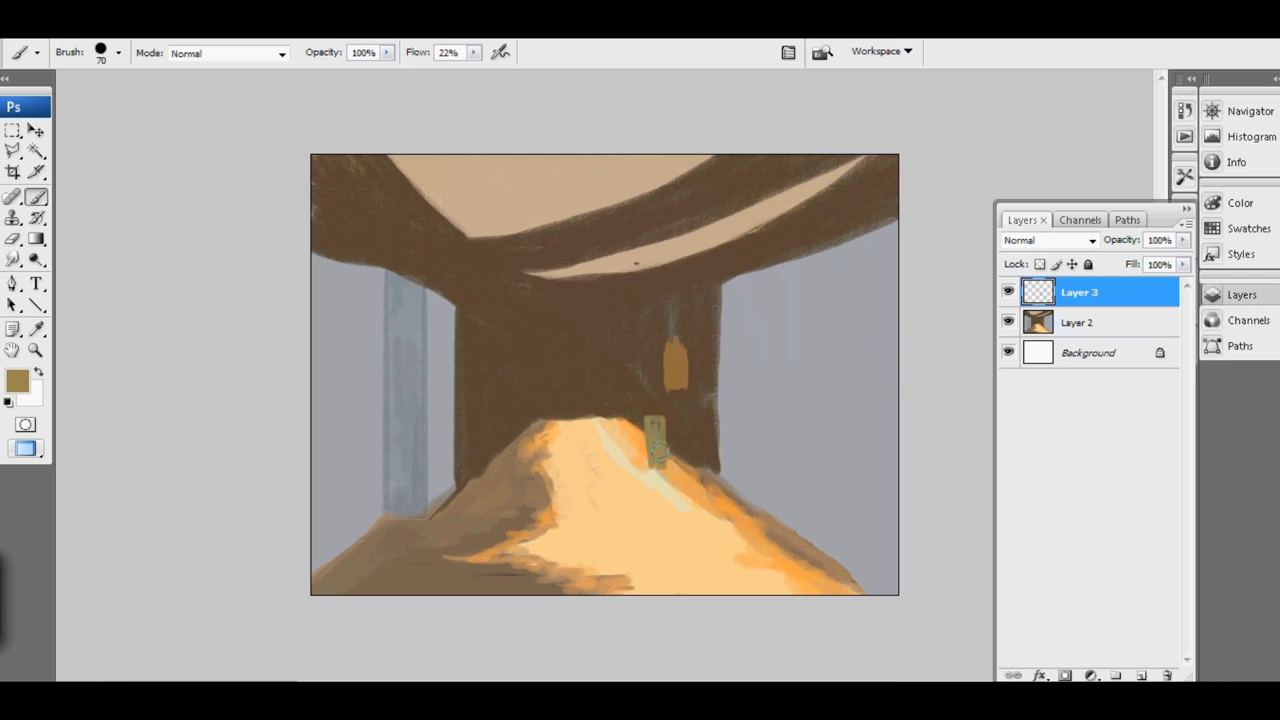 Brush: 70 Mode: Normal Opacity: 100% Flow: 22% Workspace
Ps
Navigator
Histogram
Info
Color
Swatches
Styles
Layers
Channels
Paths
Layers × Channels Paths
Normal Opacity: 100%
Lock: Fill: 100%
Layer 3
Layer 2
Background